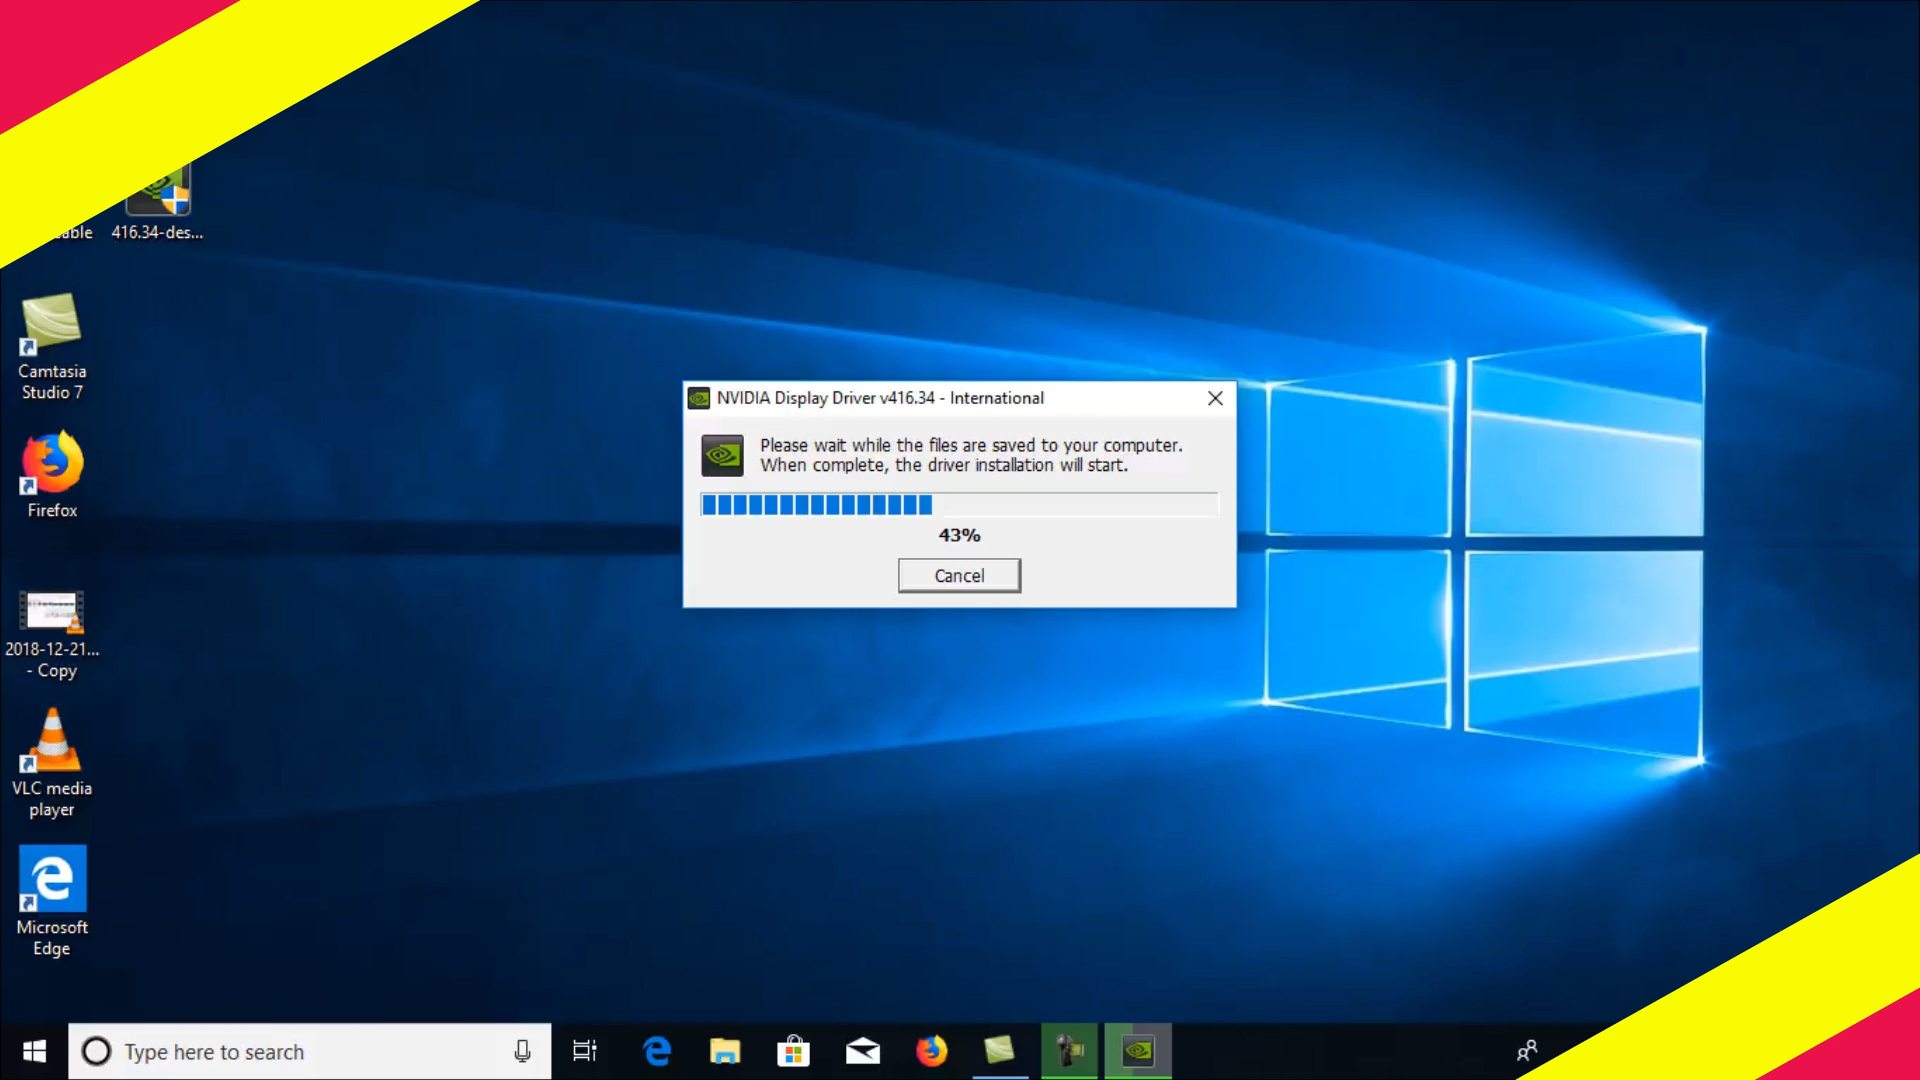 416.34-des...
Camtasia
Studio 7
Firefox
2018-12-21...
- Copy
VLC media
player
Microsoft
Edge
NVIDIA Display Driver v416.34 - International
Please wait while the files are saved to your computer.
When complete, the driver installation will start.
43%
Cancel
Type here to search